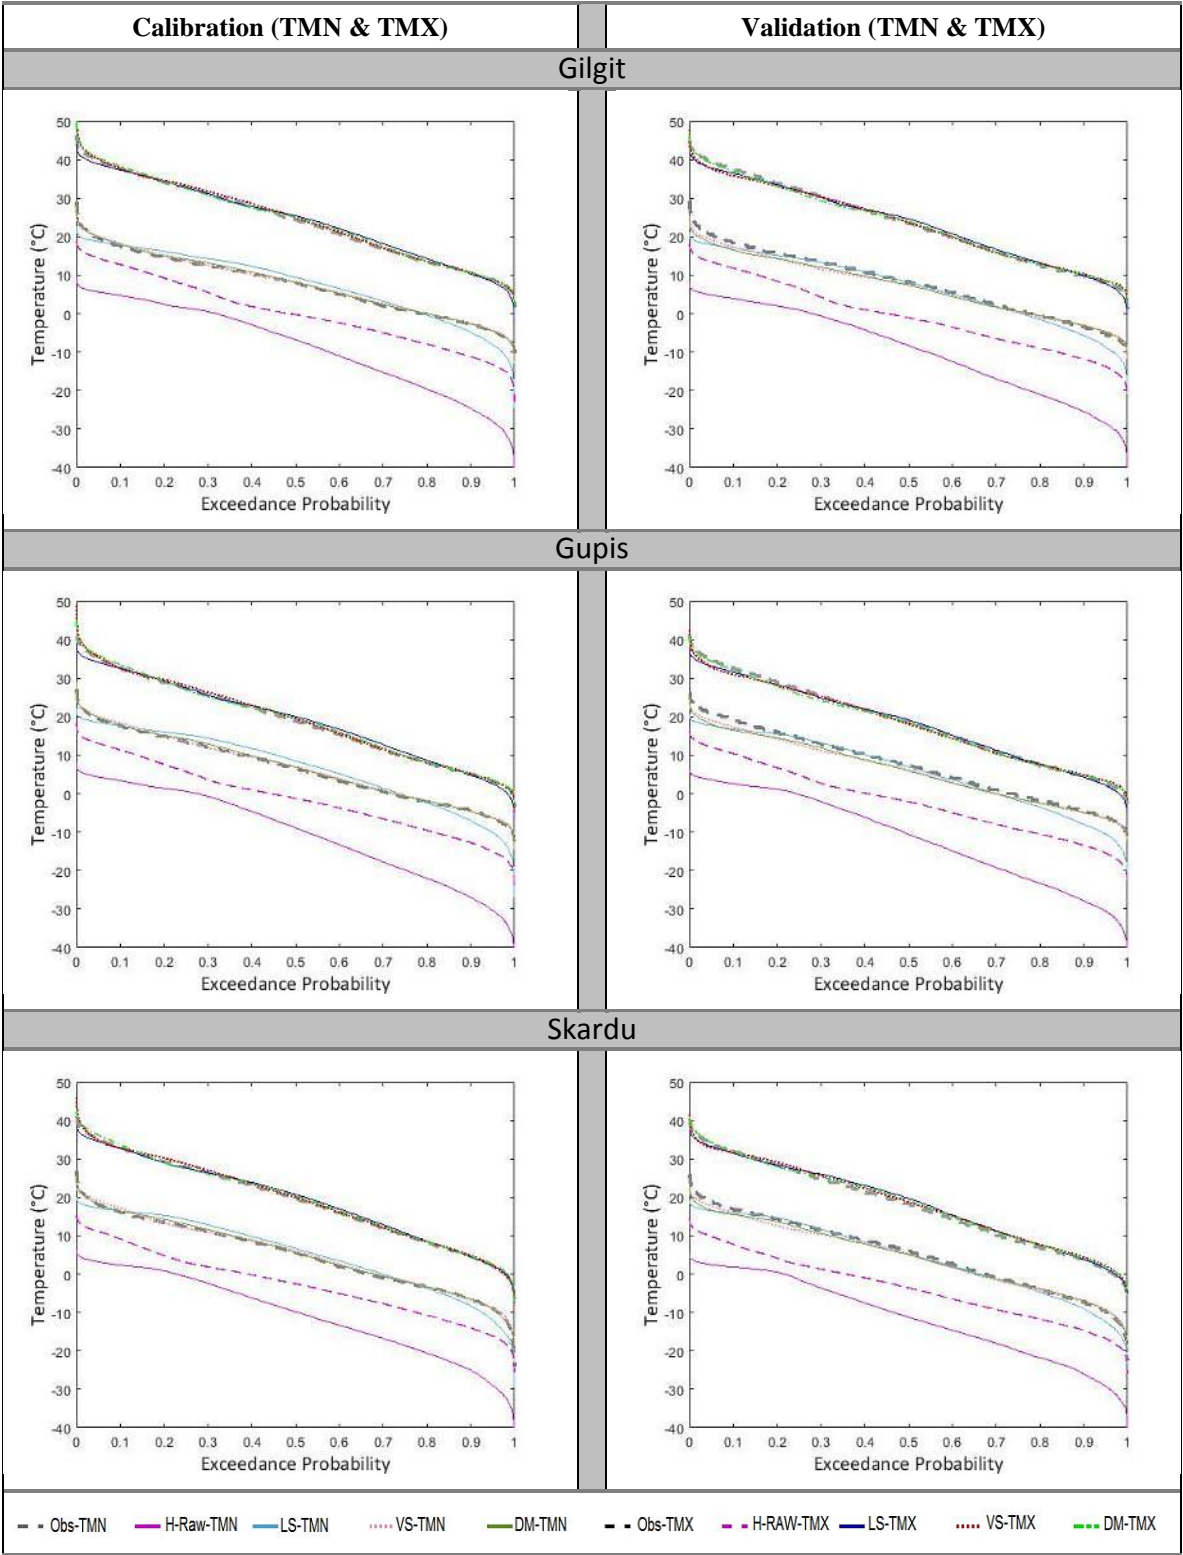 Calibration (TMN & TMX)
Validation (TMN & TMX)
Gilgit
50
40
30
20
10
0
-10
-20
-30
-40
Temperature (°C)
0 0.1 0.2 0.3 0.4 0.5 0.6 0.7 0.8 0.9 1
Exceedance Probability
50
40
30
20
10
0
-10
-20
-30
-40
Temperature (°C)
0 0.1 0.2 0.3 0.4 0.5 0.6 0.7 0.8 0.9 1
Exceedance Probability
Gupis
50
40
30
20
10
0
-10
-20
-30
-40
Temperature (°C)
0 0.1 0.2 0.3 0.4 0.5 0.6 0.7 0.8 0.9 1
Exceedance Probability
50
40
30
20
10
0
-10
-20
-30
-40
Temperature (°C)
0 0.1 0.2 0.3 0.4 0.5 0.6 0.7 0.8 0.9 1
Exceedance Probability
Skardu
50
40
30
20
10
0
-10
-20
-30
-40
Temperature (°C)
0 0.1 0.2 0.3 0.4 0.5 0.6 0.7 0.8 0.9 1
Exceedance Probability
50
40
30
20
10
0
-10
-20
-30
-40
Temperature (°C)
0 0.1 0.2 0.3 0.4 0.5 0.6 0.7 0.8 0.9 1
Exceedance Probability
Obs-TMN H-Raw-TMN LS-TMN VS-TMN DM-TMN Obs-TMX H-RAW-TMX LS-TMX VS-TMX DM-TMX